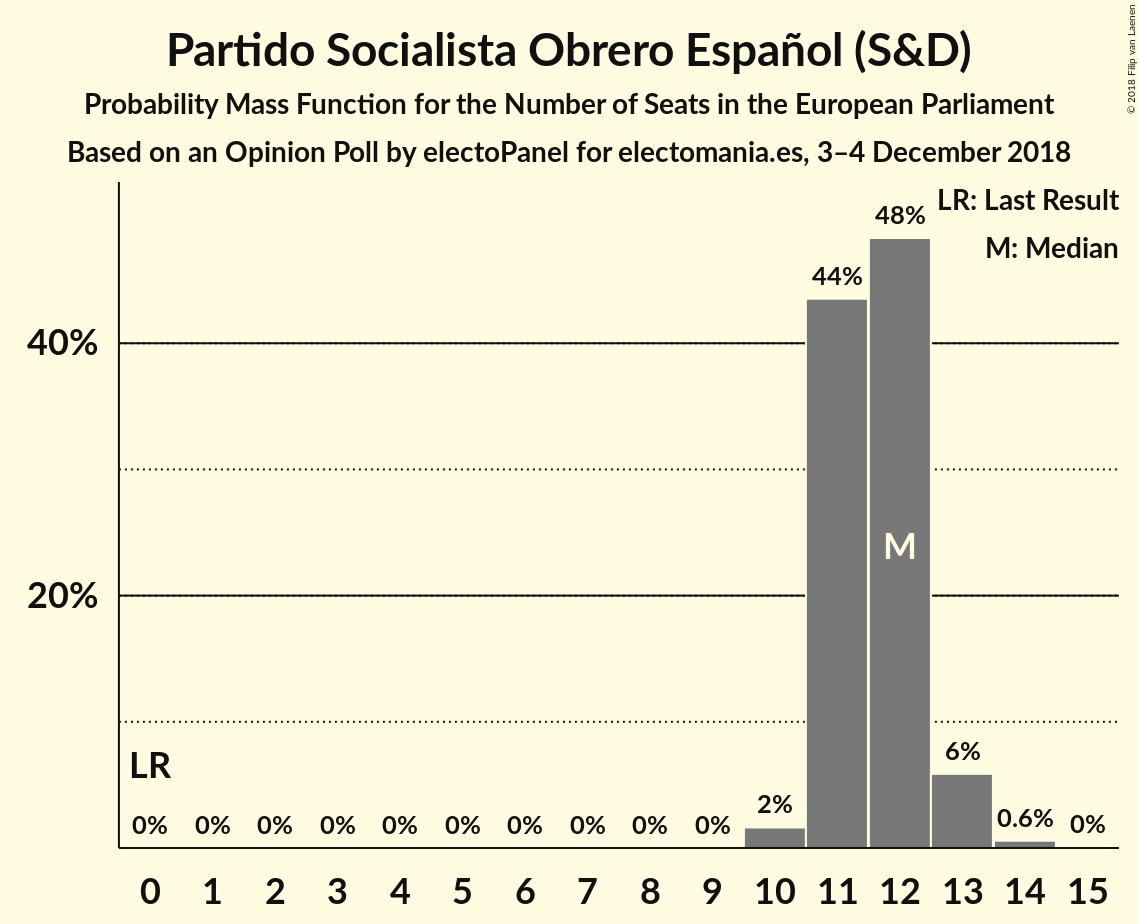 Partido Socialista Obrero Español (S&D)
Probability Mass Function for the Number of Seats in the European Parliament
Based on an Opinion Poll by electoPanel for electomania.es, 3–4 December 2018
© 2018 Filip van Laenen
LR: Last Result
M: Median
40%
20%
LR
0% 0% 0% 0% 0% 0% 0% 0% 0% 0% 2% 44% 48% 6% 0.6% 0%
M
0 1 2 3 4 5 6 7 8 9 10 11 12 13 14 15